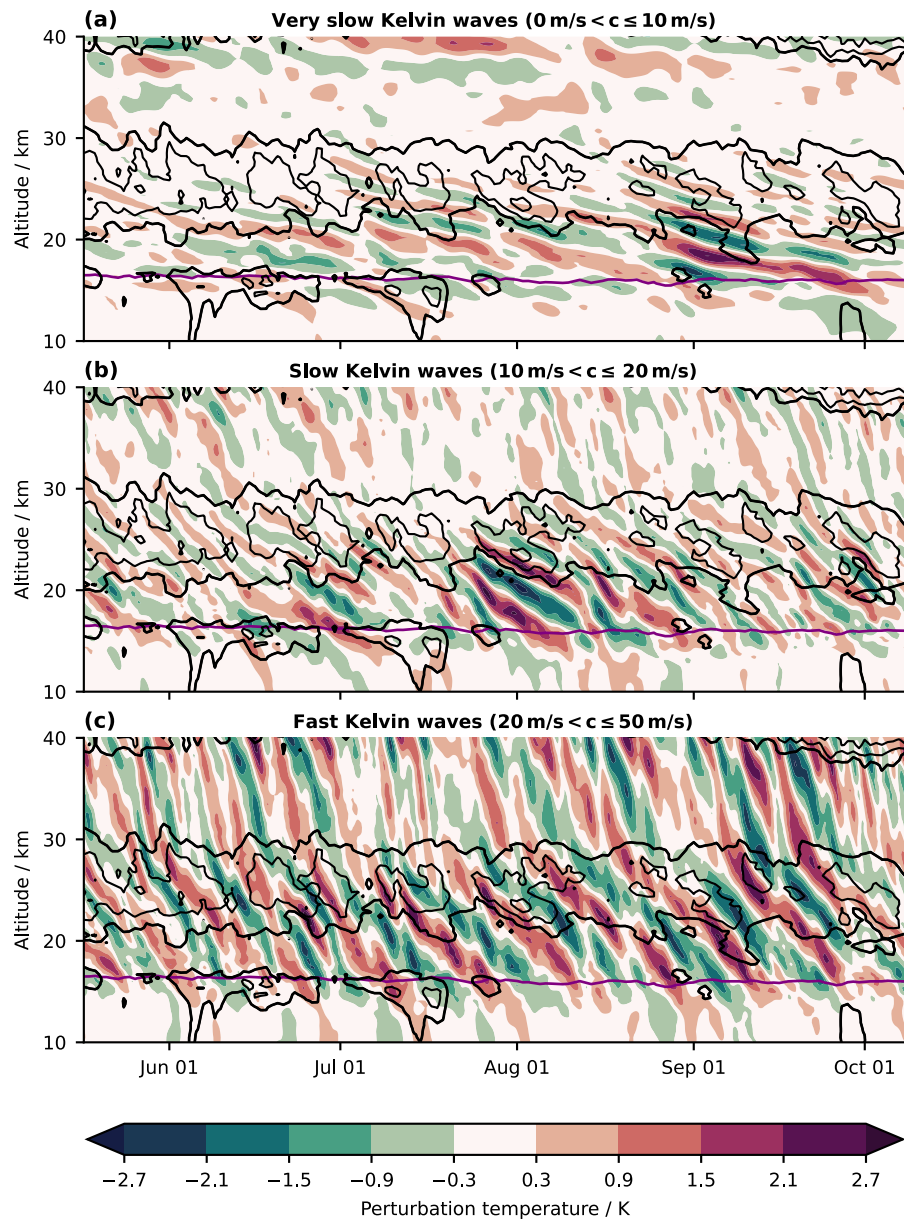 (a) Very slow Kelvin waves (0 m/s < c ≤ 10 m/s)
40
30
20
10
Altitude / km
(b) Slow Kelvin waves (10 m/s < c ≤ 20 m/s)
40
30
20
10
Altitude / km
(c) Fast Kelvin waves (20 m/s < c ≤ 50 m/s)
40
30
20
10
Altitude / km
Jun 01 Jul 01 Aug 01 Sep 01 Oct 01
−2.7 −2.1 −1.5 −0.9 −0.3 0.3 0.9 1.5 2.1 2.7
Perturbation temperature / K